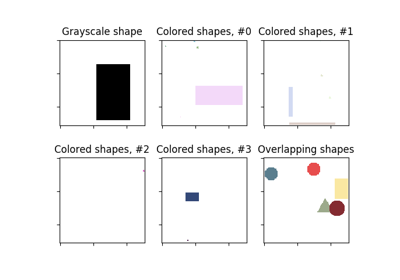 Grayscale shape
Colored shapes, #0
Colored shapes, #1
Colored shapes, #2
Colored shapes, #3
Overlapping shapes